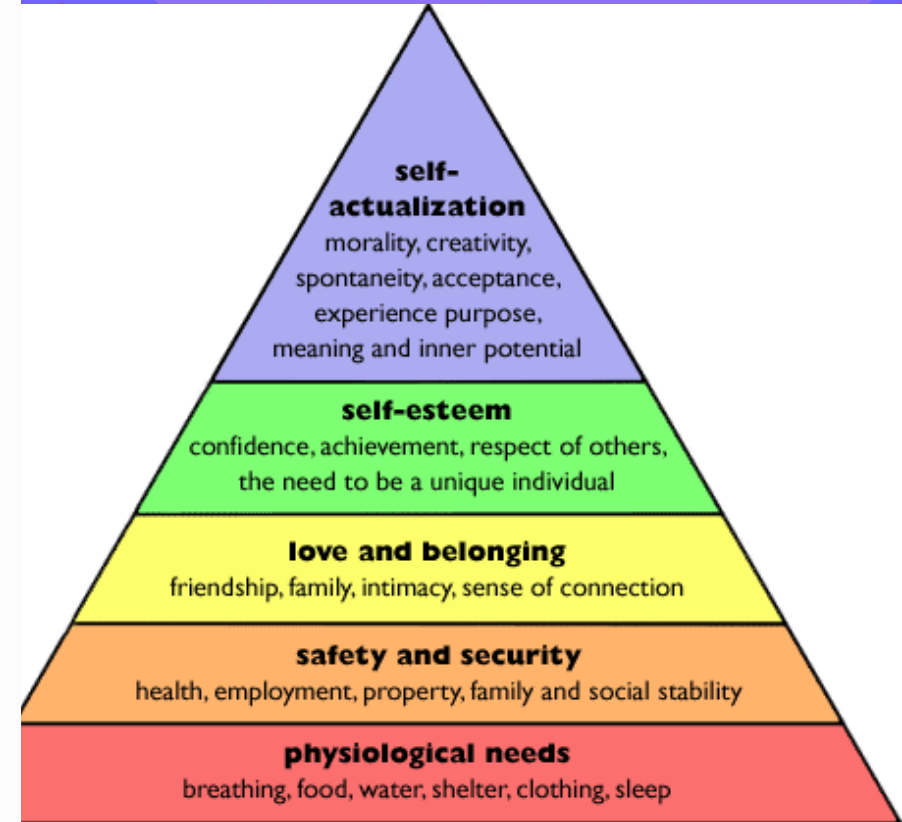 self-
actualization
morality, creativity,
spontaneity, acceptance,
experience purpose,
meaning and inner potential
self-esteem
confidence, achievement, respect of others,
the need to be a unique individual
love and belonging
friendship, family, intimacy, sense of connection
safety and security
health, employment, property, family and social stability
physiological needs
breathing, food, water, shelter, clothing, sleep